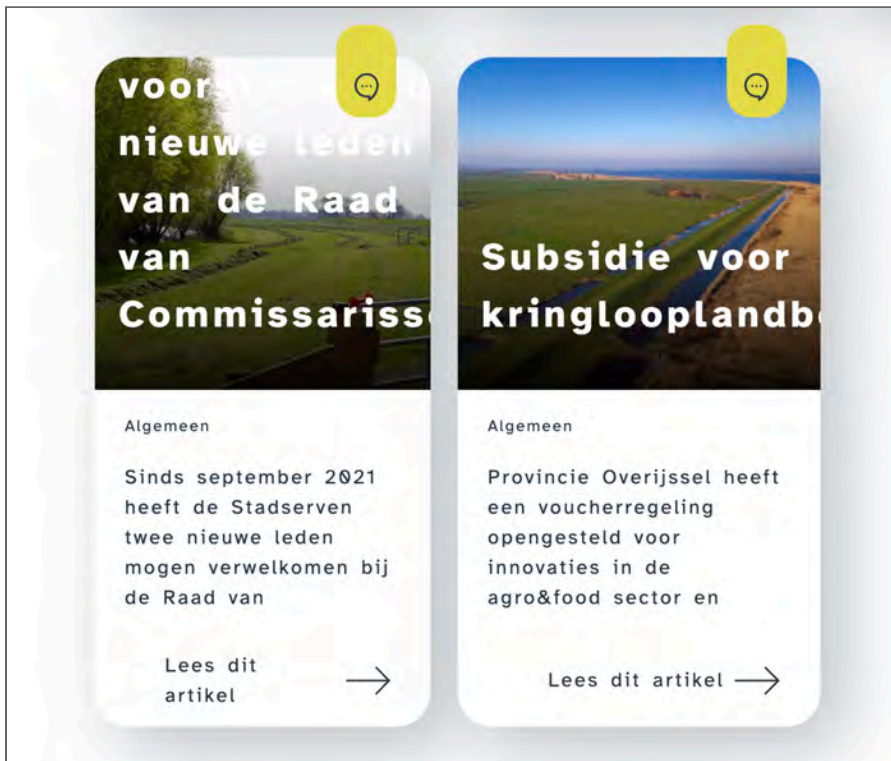 nieuwe leden
van de Raad
van
Algemeen
Sinds september 2021
heeft de Stadserven
twee nieuwe leden
mogen verwelkomen bij
de Raad van
Lees dit
artikel
Subsidie voor
Algemeen
Provincie Overijssel heeft
een voucherregeling
opengesteld voor
innovaties in de
agro&food sector en
Lees dit artikel